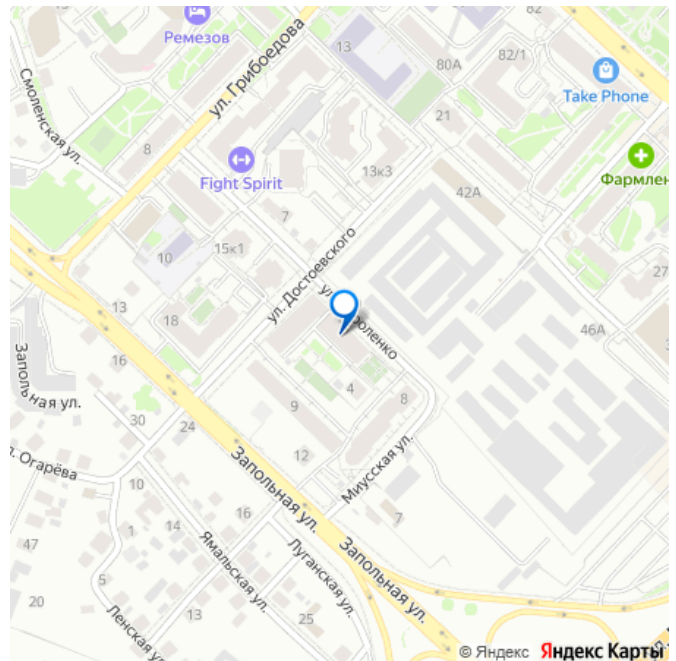 Ремезов
13
82
80А
82/1
Take Phone
ул. Грибоедова
Смоленская ул.
21
8
Fight Spirit
13к3
42А
Фармлен
7
15к1
10
ул. Достоевского
27
13
18
46А
16
Запольная ул.
4
8
9
30
24
12
Запольная ул.
Миусская ул.
Огарёва
10
16
7
14
1
Ямальская ул.
Луганская ул.
Запольная ул.
47
5
25
20
13
Ленская ул.
© Яндекс Яндекс Карты